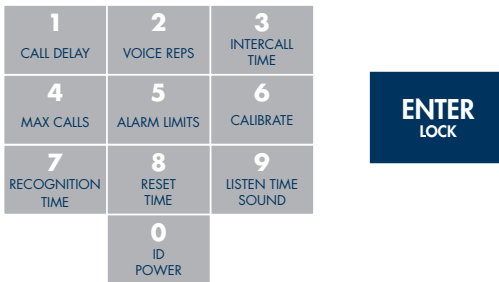 1
CALL DELAY
2
VOICE REPS
3
INTERCALL
TIME
4
MAX CALLS
5
ALARM LIMITS
6
CALIBRATE
7
RECOGNITION
TIME
8
RESET
TIME
9
LISTEN TIME
SOUND
0
ID
POWER
ENTER
LOCK